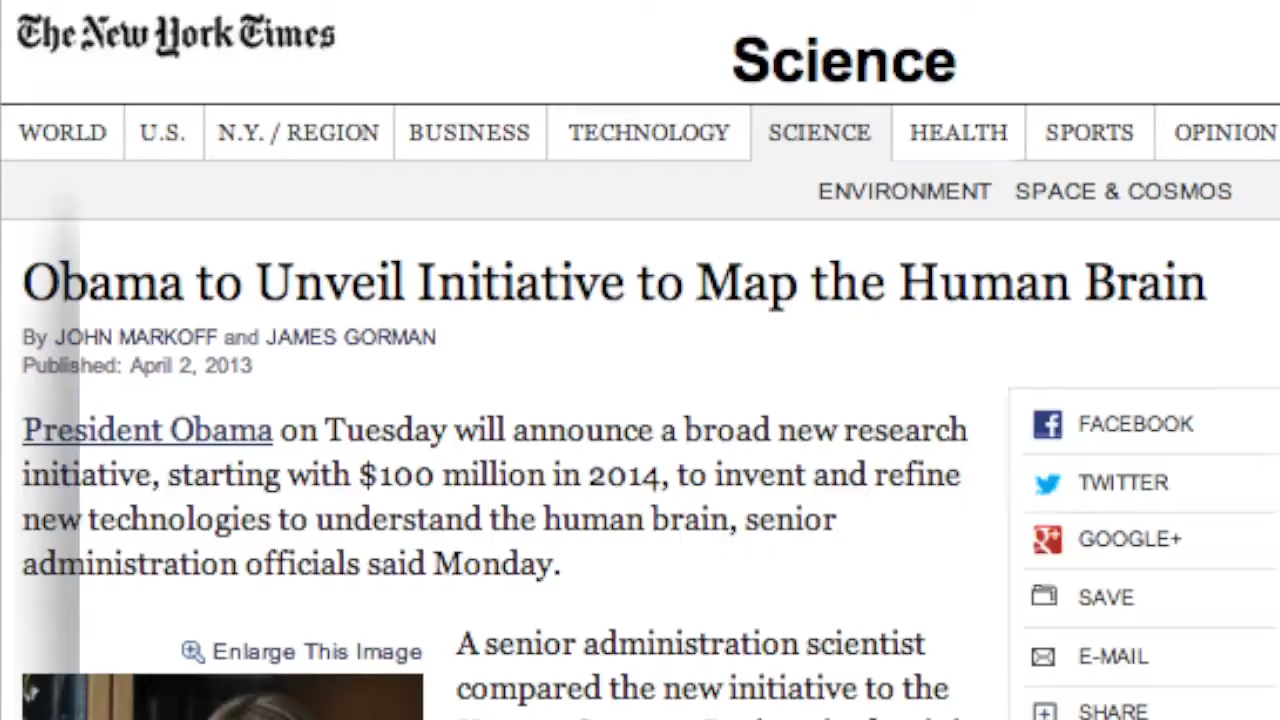 The New York Times
Science
WORLD U.S. N.Y. / REGION BUSINESS TECHNOLOGY SCIENCE HEALTH SPORTS OPINION
ENVIRONMENT SPACE & COSMOS
Obama to Unveil Initiative to Map the Human Brain
By JOHN MARKOFF and JAMES GORMAN
Published: April 2, 2013
President Obama on Tuesday will announce a broad new research
initiative, starting with $100 million in 2014, to invent and refine
new technologies to understand the human brain, senior
administration officials said Monday.
Enlarge This Image
A senior administration scientist
compared the new initiative to the
FACEBOOK
TWITTER
GOOGLE+
SAVE
E-MAIL
SHARE